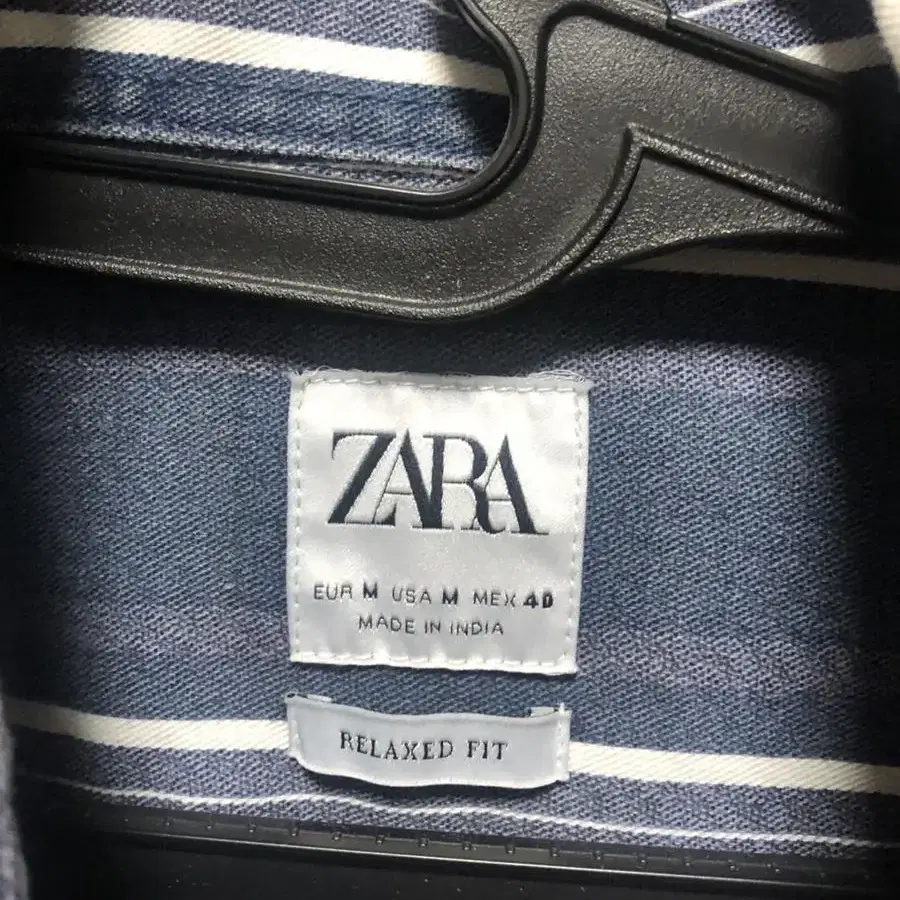 ZARA
EUR M USA M MEX 40
MADE IN INDIA
RELAXED FIT